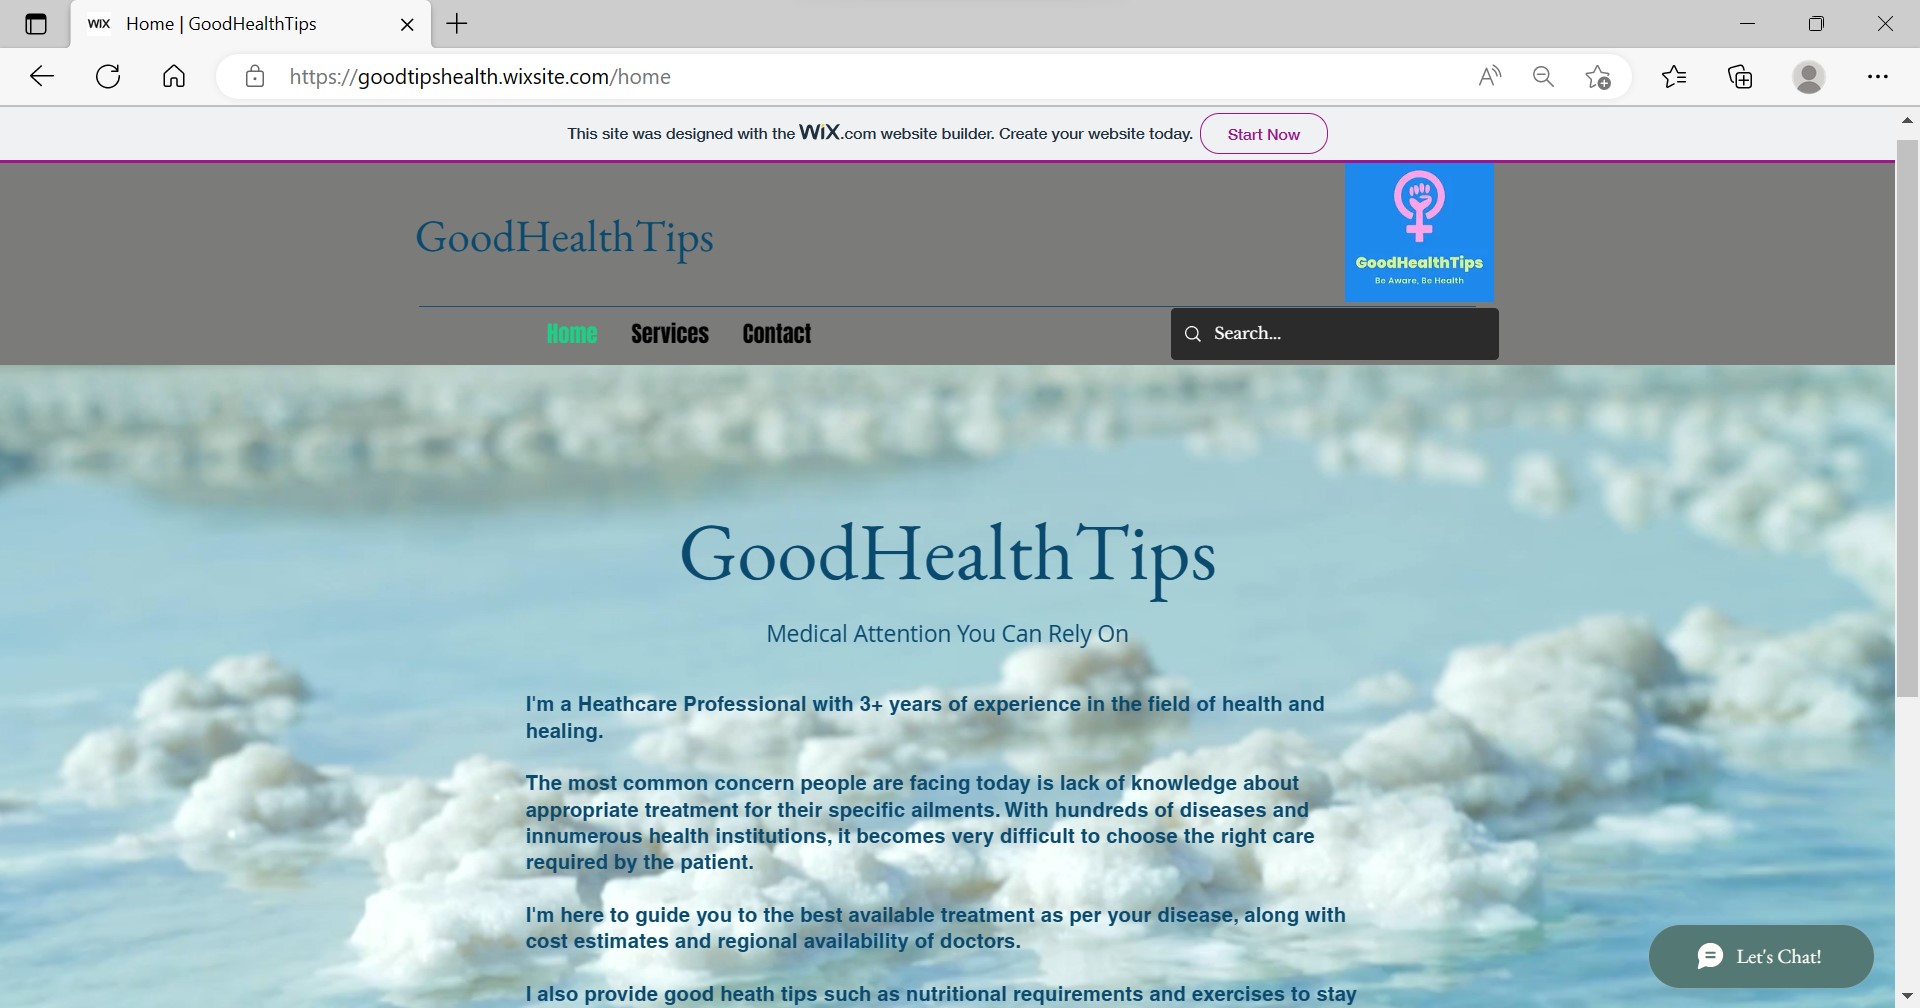 WIX Home | GoodHealthTips
https://goodtipshealth.wixsite.com/home
This site was designed with the WiX.com website builder. Create your website today. Start Now
GoodHealthTips
GoodHealthTips
Be Aware, Be Health
Home Services Contact Search...
GoodHealthTips
Medical Attention You Can Rely On
I'm a Heathcare Professional with 3+ years of experience in the field of health and
healing.
The most common concern people are facing today is lack of knowledge about
appropriate treatment for their specific ailments. With hundreds of diseases and
innumerous health institutions, it becomes very difficult to choose the right care
required by the patient.
I'm here to guide you to the best available treatment as per your disease, along with
cost estimates and regional availability of doctors.
Let's Chat!
I also provide good heath tips such as nutritional requirements and exercises to stay